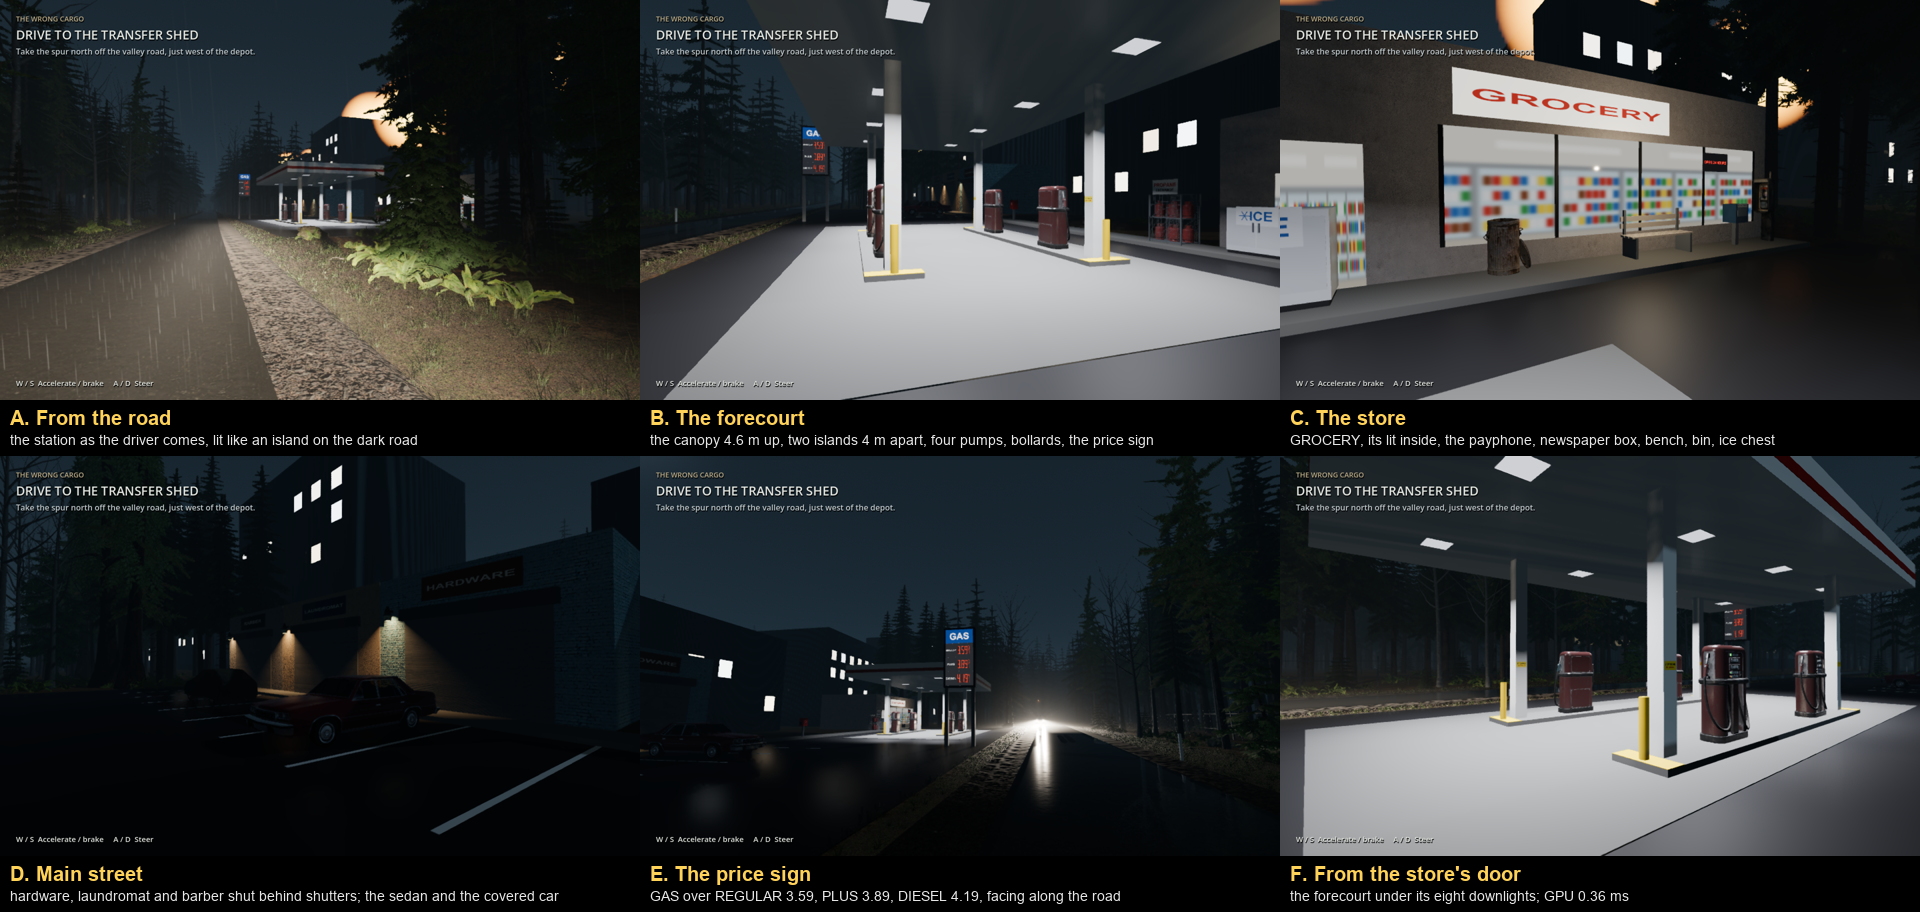 THE WRONG CARGO
DRIVE TO THE TRANSFER SHED
Take the spur north off the valley road, just west of the depot.
W / S Accelerate / brake A / D Steer
A. From the road
the station as the driver comes, lit like an island on the dark road
THE WRONG CARGO
DRIVE TO THE TRANSFER SHED
Take the spur north off the valley road, just west of the depot.
GA
ICE
W / S Accelerate / brake A / D Steer
B. The forecourt
the canopy 4.6 m up, two islands 4 m apart, four pumps, bollards, the price sign
THE WRONG CARGO
DRIVE TO THE TRANSFER SHED
Take the spur north off the valley road, just west of the depot.
GROCERY
E
W / S Accelerate / brake A / D Steer
C. The store
GROCERY, its lit inside, the payphone, newspaper box, bench, bin, ice chest
THE WRONG CARGO
DRIVE TO THE TRANSFER SHED
Take the spur north off the valley road, just west of the depot.
HARDWARE
W / S Accelerate / brake A / D Steer
D. Main street
hardware, laundromat and barber shut behind shutters; the sedan and the covered car
THE WRONG CARGO
DRIVE TO THE TRANSFER SHED
Take the spur north off the valley road, just west of the depot.
GAS
W / S Accelerate / brake A / D Steer
E. The price sign
GAS over REGULAR 3.59, PLUS 3.89, DIESEL 4.19, facing along the road
THE WRONG CARGO
DRIVE TO THE TRANSFER SHED
Take the spur north off the valley road, just west of the depot.
W / S Accelerate / brake A / D Steer
F. From the store's door
the forecourt under its eight downlights; GPU 0.36 ms